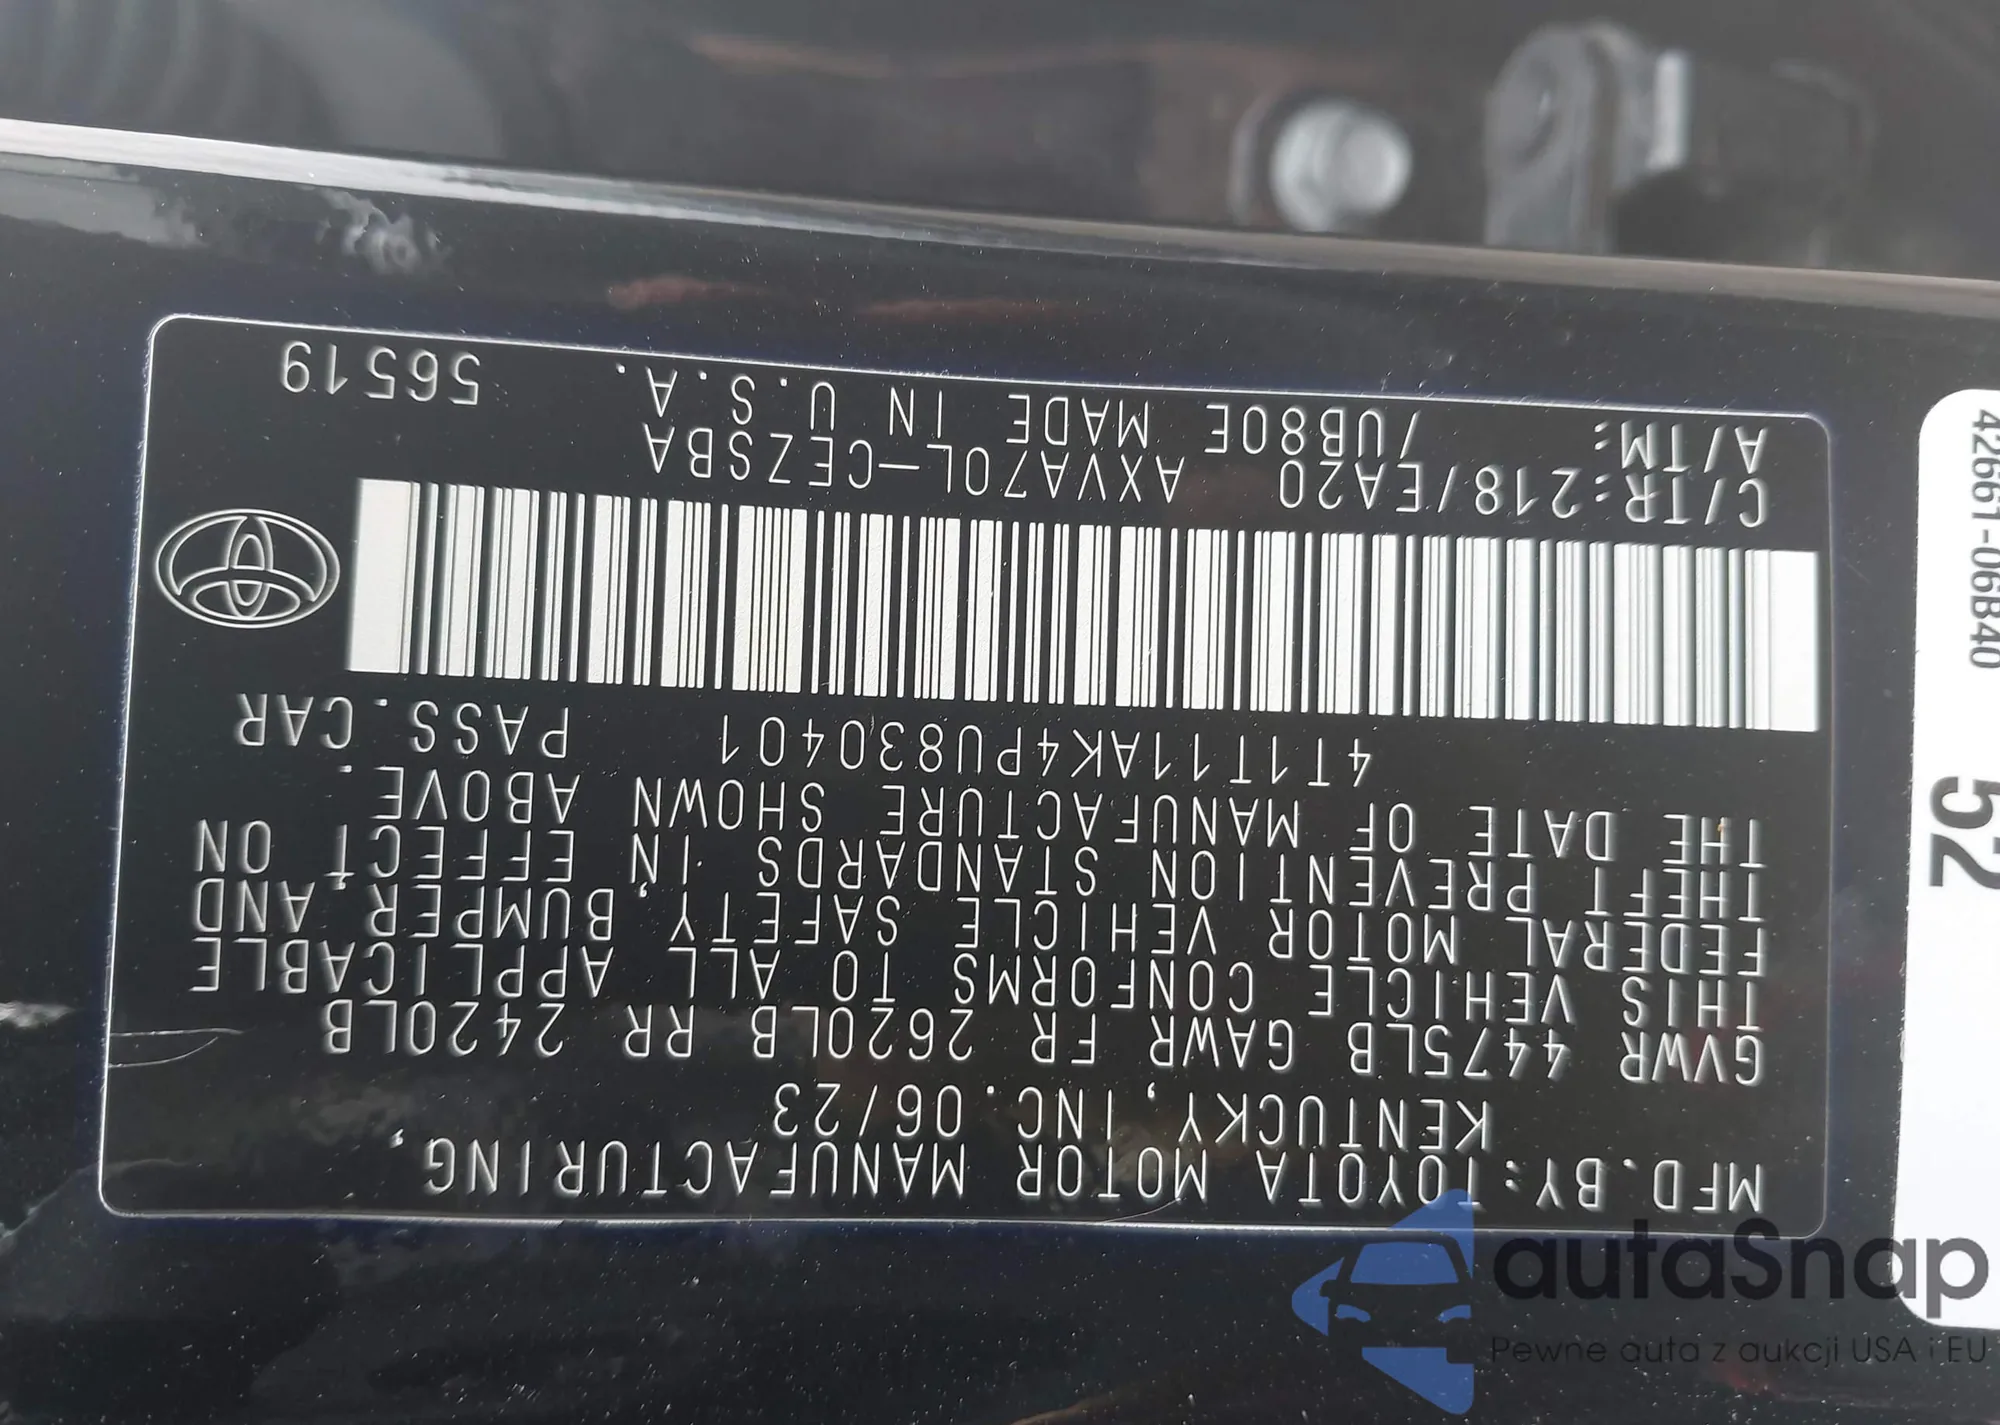 MFD.BY:TOYOTA MOTOR MANUFACTURING,
KENTUCKY,INC. 06/23
GVWR 4475LB GAWR FR 2620LB RR 2420LB
THIS VEHICLE CONFORMS TO ALL APPLICABLE
FEDERAL MOTOR VEHICLE SAFETY, BUMPER, AND
THEFT PREVENTION STANDARDS IN EFFECT ON
THE DATE OF MANUFACTURE SHOWN ABOVE.
4T1T11AK4PU830401 PASS.CAR
C/TR:218/EA20 AXVA70L-CEZSBA
A/TM: /UB80E MADE IN U.S.A. 56519
42661-06B40
52
autaSnap
Pewne auta z aukcji USA i EU